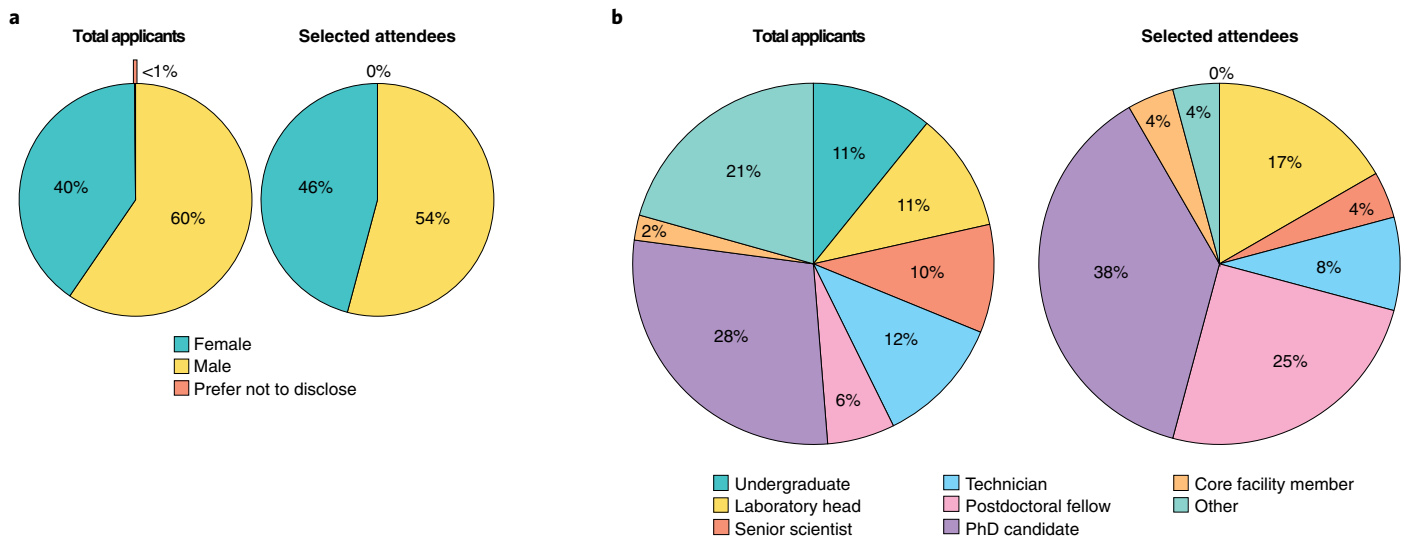 a
Total applicants
Selected attendees
<1%
0%
40%
60%
46%
54%
Female
Male
Prefer not to disclose
b
Total applicants
Selected attendees
0%
21%
11%
11%
10%
12%
6%
28%
2%
4%
4%
17%
4%
8%
25%
38%
Undergraduate
Laboratory head
Senior scientist
Technician
Postdoctoral fellow
PhD candidate
Core facility member
Other